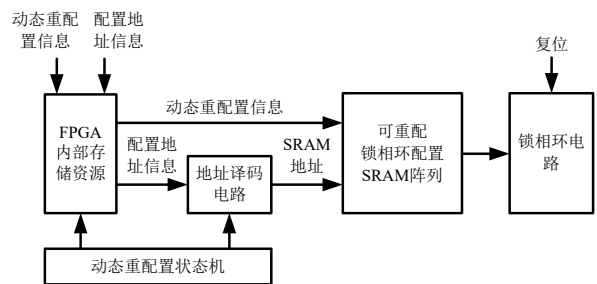 动态重配
置信息
配置地
址信息
复位
FPGA
内部存
储资源
动态重配置信息
配置地
址信息
地址译码
电路
SRAM
地址
可重配
锁相环配置
SRAM阵列
锁相环电
路
动态重配置状态机